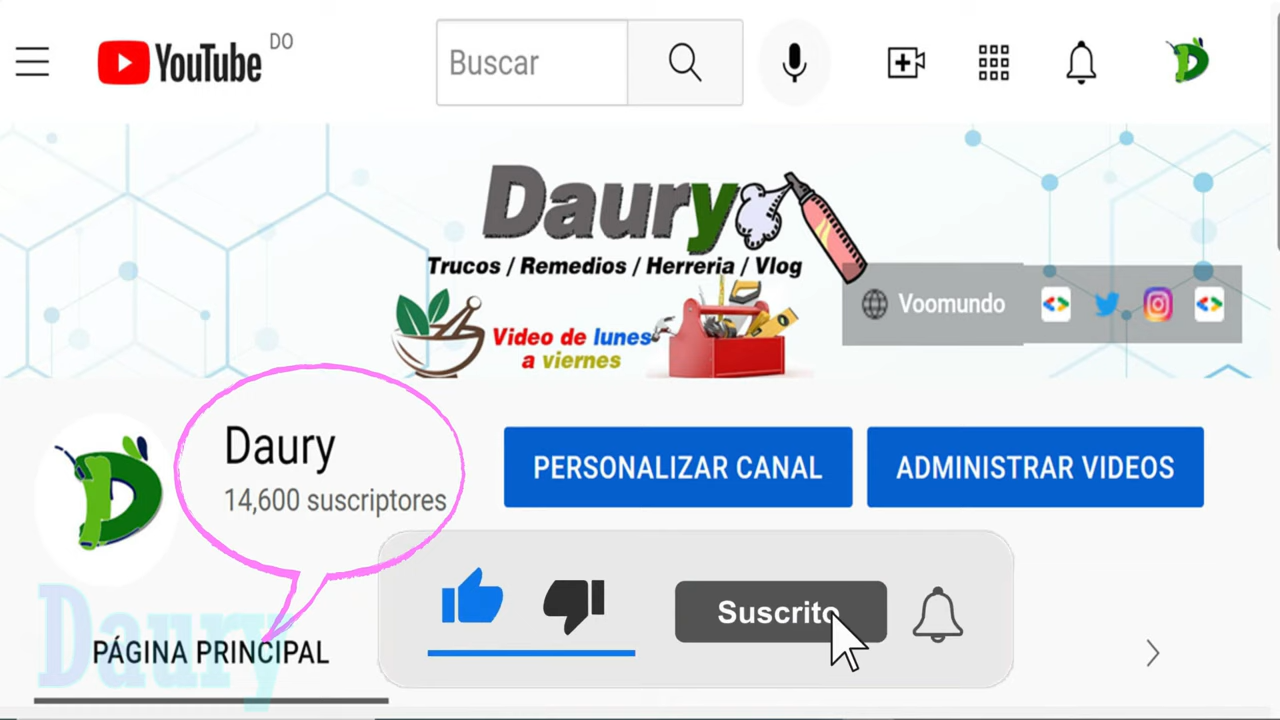 YouTube DO
Buscar
Daury
Trucos / Remedios / Herreria / Vlog
Voomundo
Video de lunes
a viernes
Daury
14,600 suscriptores
PERSONALIZAR CANAL
ADMINISTRAR VIDEOS
Suscrito
Daury
PÁGINA PRINCIPAL